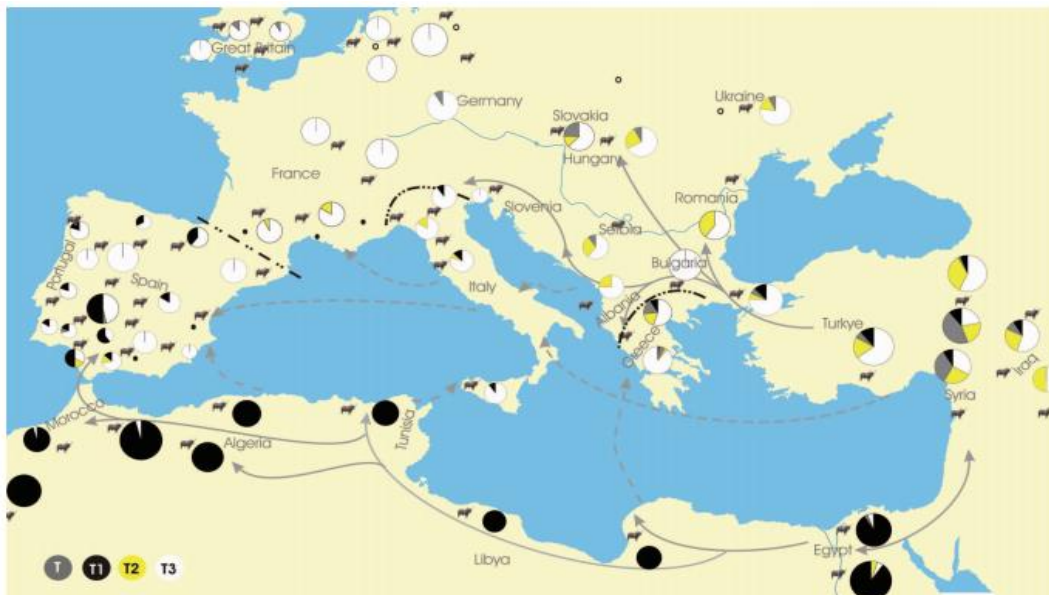 Great Britain
Germany
Ukraine
Slovakia
Hungary
France
Romania
Slovenia
Serbia
Bulgaria
Portugal
Spain
Italy
Albanie
Greece
Turkye
Iraq
Syria
Morocco
Algeria
Tunisia
Libya
Egypt
T T1 T2 T3